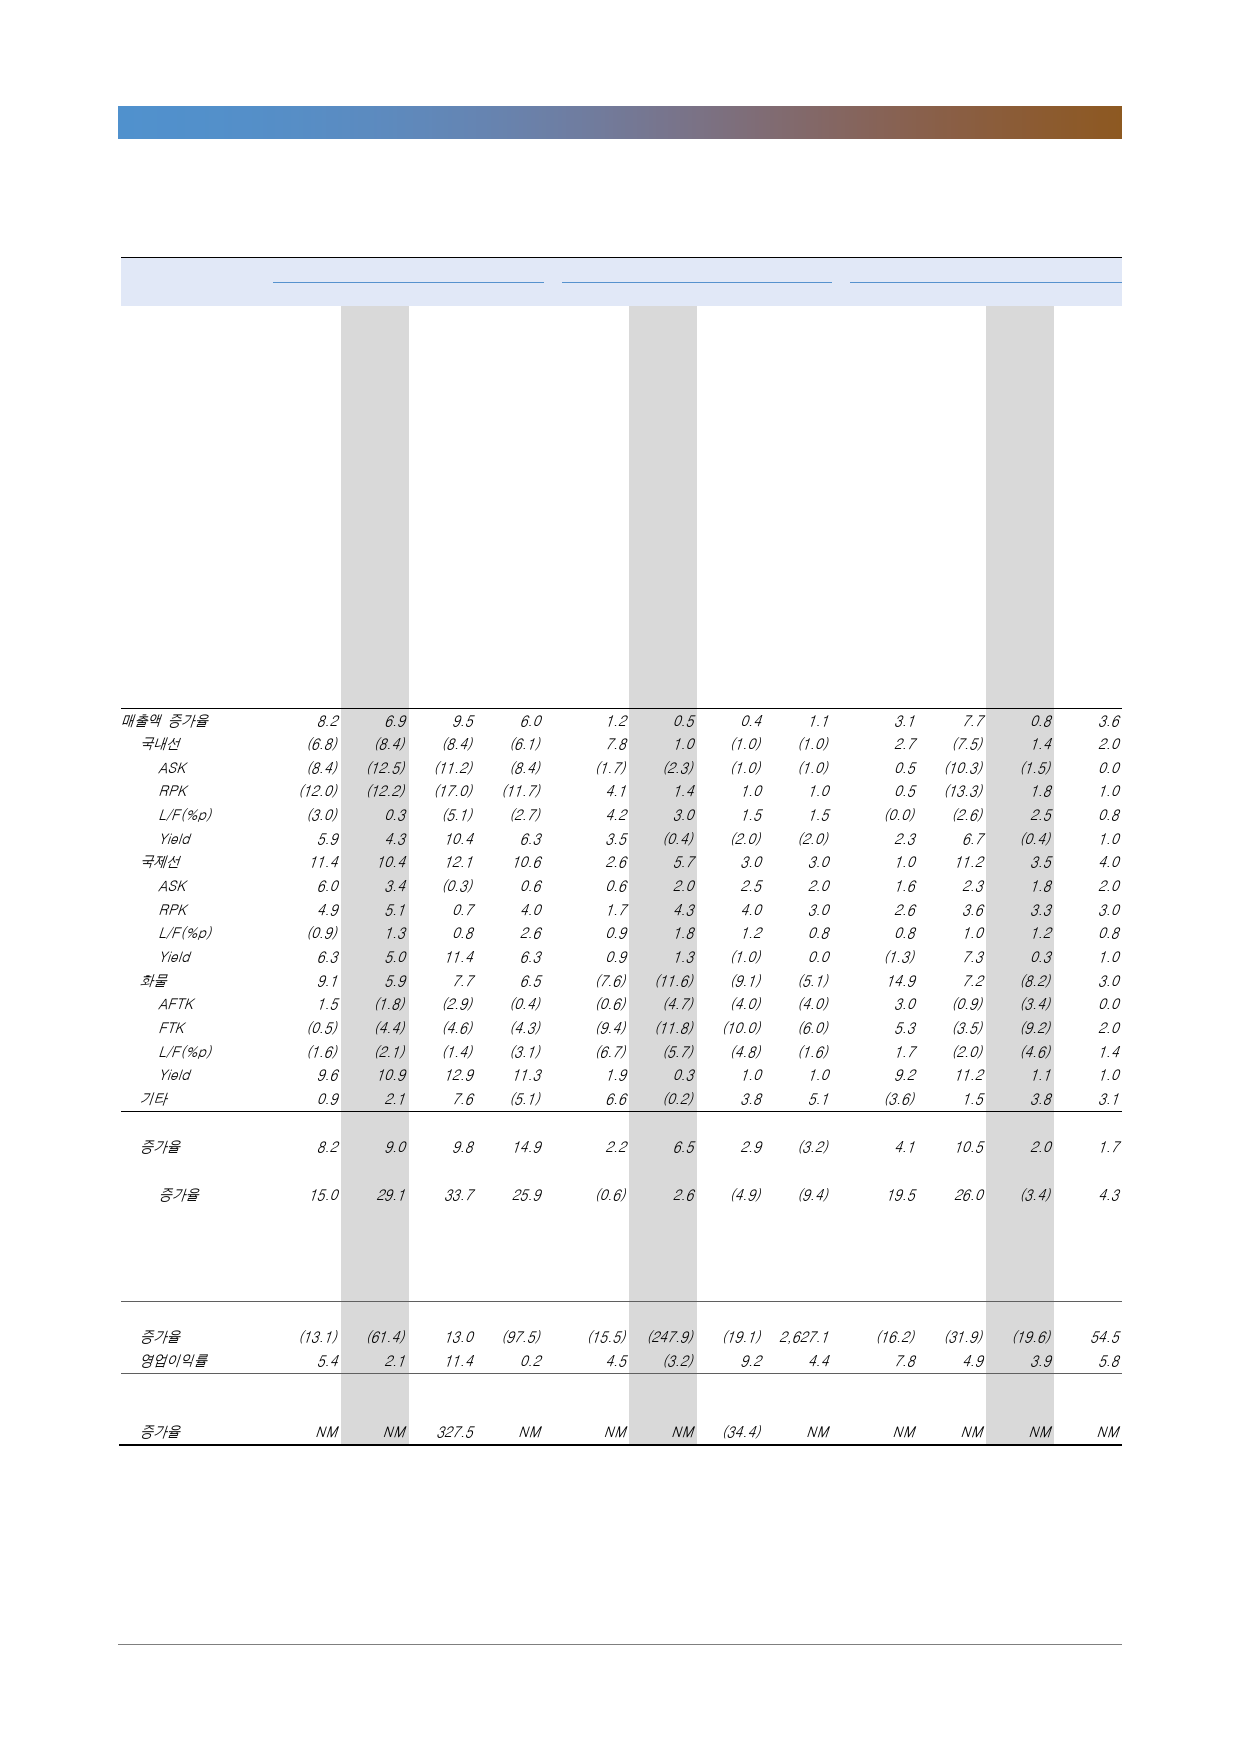 매출액 증가율 8.2 6.9 9.5 6.0 1.2 0.5 0.4 1.1 3.1 7.7 0.8 3.6
국내선 (6.8) (8.4) (8.4) (6.1) 7.8 1.0 (1.0) (1.0) 2.7 (7.5) 1.4 2.0
ASK (8.4) (12.5) (11.2) (8.4) (1.7) (2.3) (1.0) (1.0) 0.5 (10.3) (1.5) 0.0
RPK (12.0) (12.2) (17.0) (11.7) 4.1 1.4 1.0 1.0 0.5 (13.3) 1.8 1.0
L/F(%p) (3.0) 0.3 (5.1) (2.7) 4.2 3.0 1.5 1.5 (0.0) (2.6) 2.5 0.8
Yield 5.9 4.3 10.4 6.3 3.5 (0.4) (2.0) (2.0) 2.3 6.7 (0.4) 1.0
국제선 11.4 10.4 12.1 10.6 2.6 5.7 3.0 3.0 1.0 11.2 3.5 4.0
ASK 6.0 3.4 (0.3) 0.6 0.6 2.0 2.5 2.0 1.6 2.3 1.8 2.0
RPK 4.9 5.1 0.7 4.0 1.7 4.3 4.0 3.0 2.6 3.6 3.3 3.0
L/F(%p) (0.9) 1.3 0.8 2.6 0.9 1.8 1.2 0.8 0.8 1.0 1.2 0.8
Yield 6.3 5.0 11.4 6.3 0.9 1.3 (1.0) 0.0 (1.3) 7.3 0.3 1.0
화물 9.1 5.9 7.7 6.5 (7.6) (11.6) (9.1) (5.1) 14.9 7.2 (8.2) 3.0
AFTK 1.5 (1.8) (2.9) (0.4) (0.6) (4.7) (4.0) (4.0) 3.0 (0.9) (3.4) 0.0
FTK (0.5) (4.4) (4.6) (4.3) (9.4) (11.8) (10.0) (6.0) 5.3 (3.5) (9.2) 2.0
L/F(%p) (1.6) (2.1) (1.4) (3.1) (6.7) (5.7) (4.8) (1.6) 1.7 (2.0) (4.6) 1.4
Yield 9.6 10.9 12.9 11.3 1.9 0.3 1.0 1.0 9.2 11.2 1.1 1.0
기타 0.9 2.1 7.6 (5.1) 6.6 (0.2) 3.8 5.1 (3.6) 1.5 3.8 3.1
증가율 8.2 9.0 9.8 14.9 2.2 6.5 2.9 (3.2) 4.1 10.5 2.0 1.7
증가율 15.0 29.1 33.7 25.9 (0.6) 2.6 (4.9) (9.4) 19.5 26.0 (3.4) 4.3
증가율 (13.1) (61.4) 13.0 (97.5) (15.5) (247.9) (19.1) 2,627.1 (16.2) (31.9) (19.6) 54.5
영업이익률 5.4 2.1 11.4 0.2 4.5 (3.2) 9.2 4.4 7.8 4.9 3.9 5.8
증가율 NM NM 327.5 NM NM NM (34.4) NM NM NM NM NM